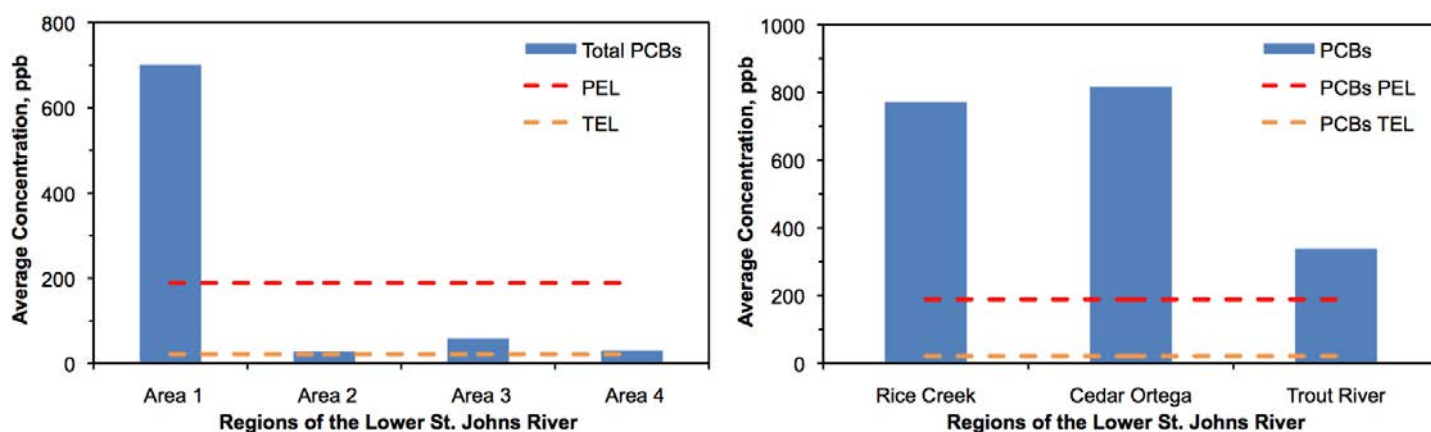 Average Concentration, ppb
800
600
400
200
0
Total PCBs
PEL
TEL
Area 1 Area 2 Area 3 Area 4
Regions of the Lower St. Johns River
Average Concentration, ppb
1000
800
600
400
200
0
PCBs
PCBs PEL
PCBs TEL
Rice Creek Cedar Ortega Trout River
Regions of the Lower St. Johns River